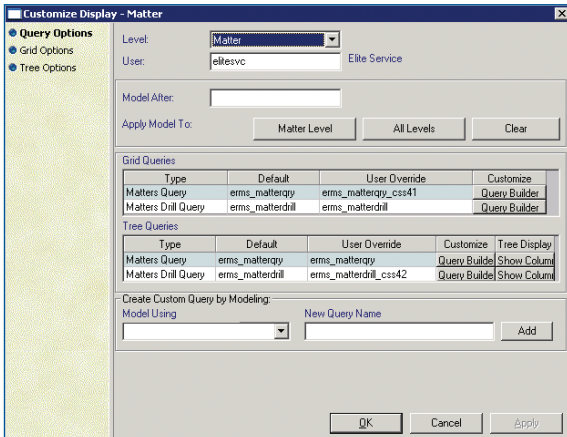 Customize Display - Matter
Query Options
Grid Options
Tree Options
Level: Matter
User: elitesvc Elite Service
Model After:
Apply Model To: Matter Level All Levels Clear
Grid Queries
Type Default User Override Customize
Matters Query erms_matterqry erms_matterqry_css41 Query Builder
Matters Drill Query erms_matterdrill erms_matterdrill Query Builder
Tree Queries
Type Default User Override Customize Tree Display
Matters Query erms_matterqry erms_matterqry Query Builde Show Colum
Matters Drill Query erms_matterdrill erms_matterdrill_css42 Query Builde Show Colum
Create Custom Query by Modeling:
Model Using New Query Name
Add
OK Cancel Apply